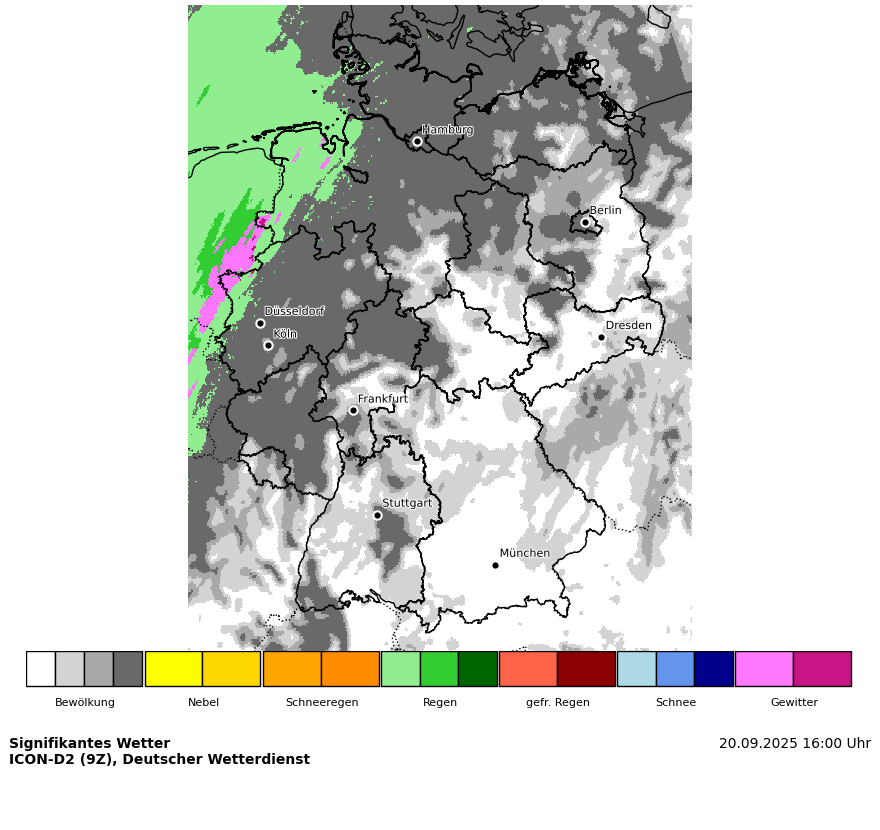 Hamburg
Berlin
Düsseldorf
Köln
Dresden
Frankfurt
Stuttgart
München
Bewölkung Nebel Schneeregen Regen gefr. Regen Schnee Gewitter
Signifikantes Wetter 20.09.2025 16:00 Uhr
ICON-D2 (9Z), Deutscher Wetterdienst